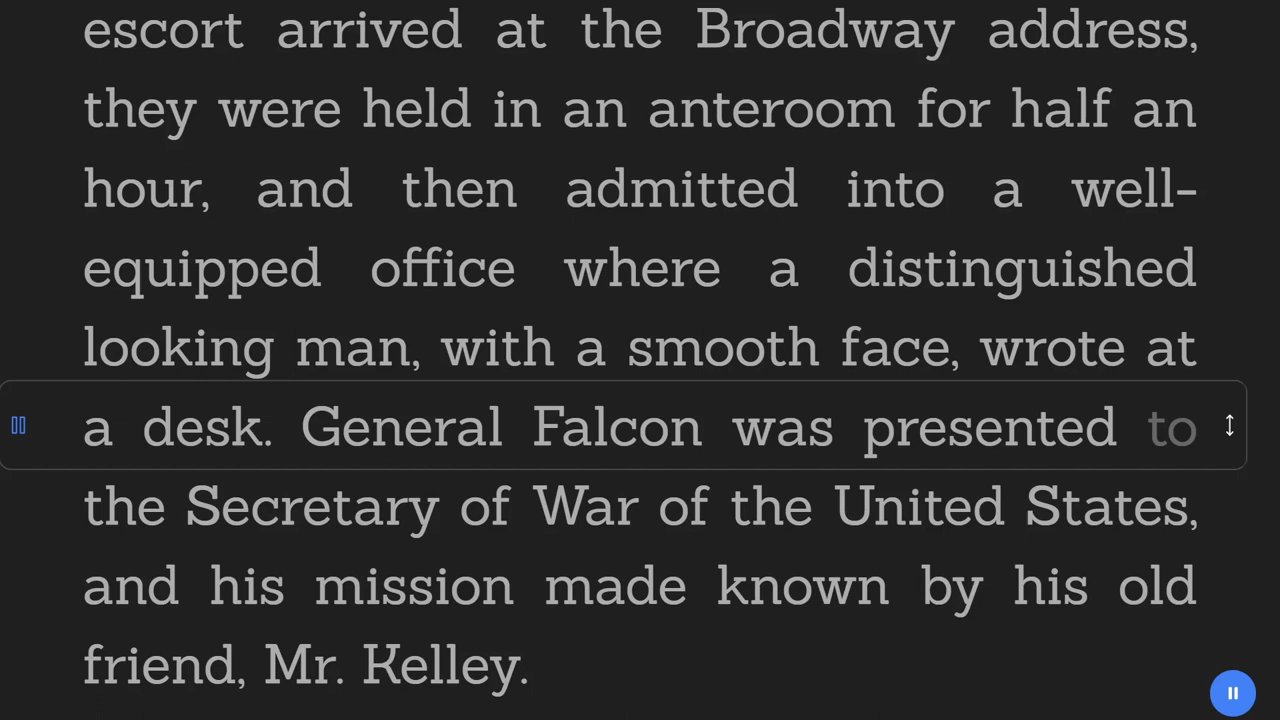 escort arrived at the Broadway address,
they were held in an anteroom for half an
hour, and then admitted into a well-
equipped office where a distinguished
looking man, with a smooth face, wrote at
a desk. General Falcon was presented to
the Secretary of War of the United States,
and his mission made known by his old
friend, Mr. Kelley.